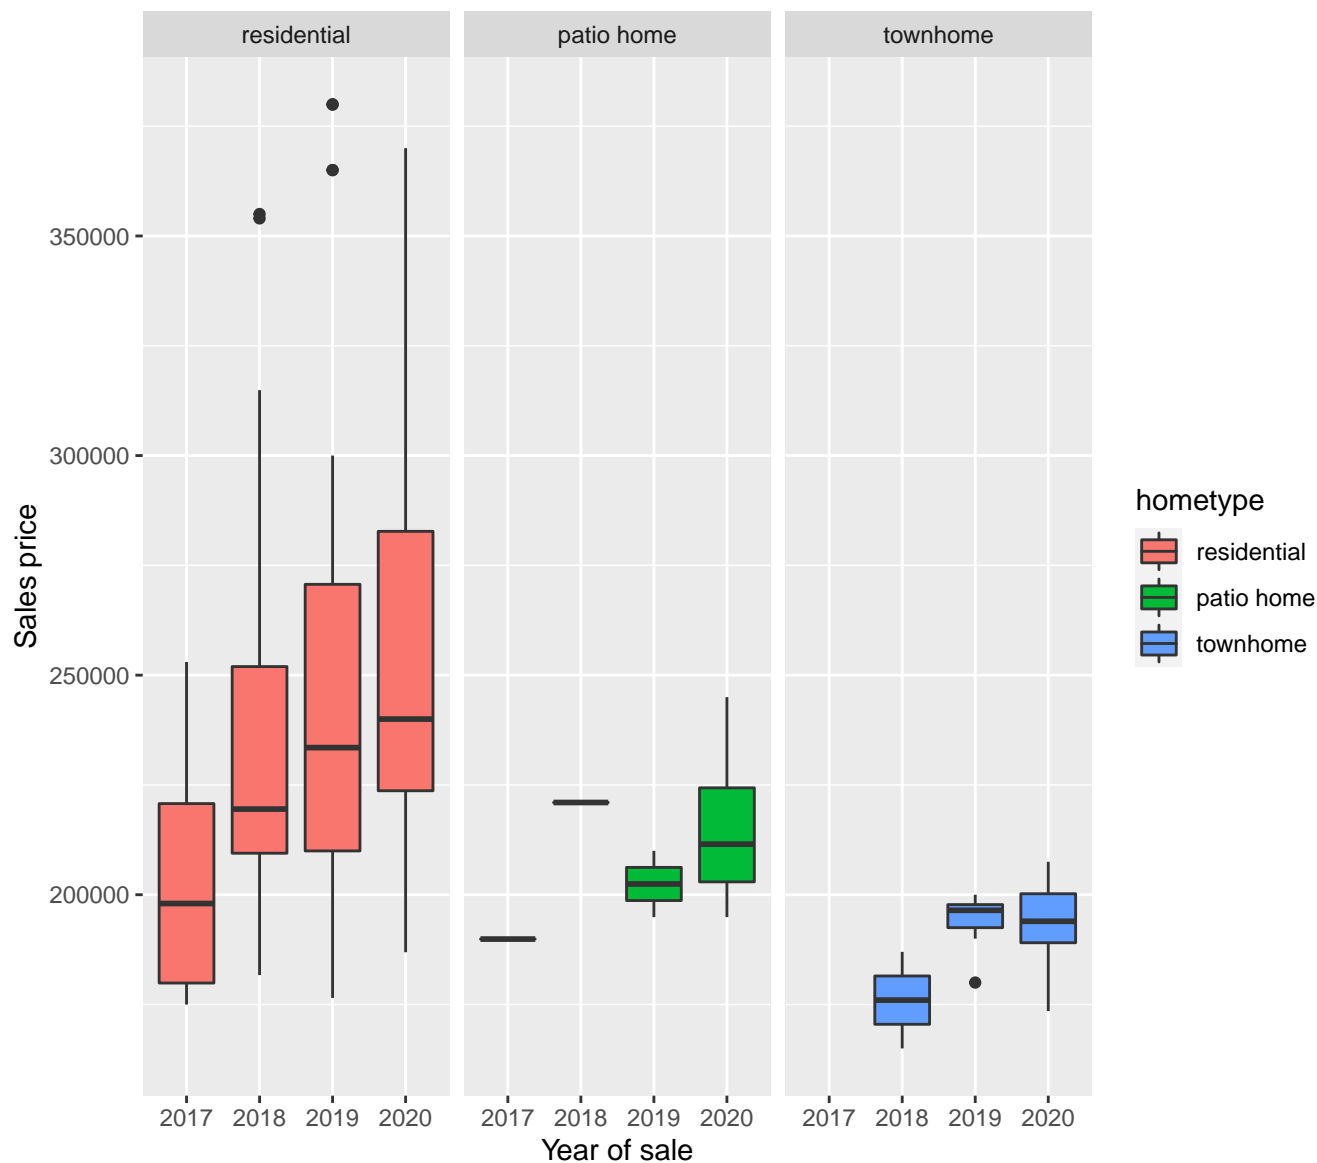 residential patio home townhome
350000
300000
250000
200000
Sales price
2017 2018 2019 2020 2017 2018 2019 2020 2017 2018 2019 2020
Year of sale
hometype
residential
patio home
townhome